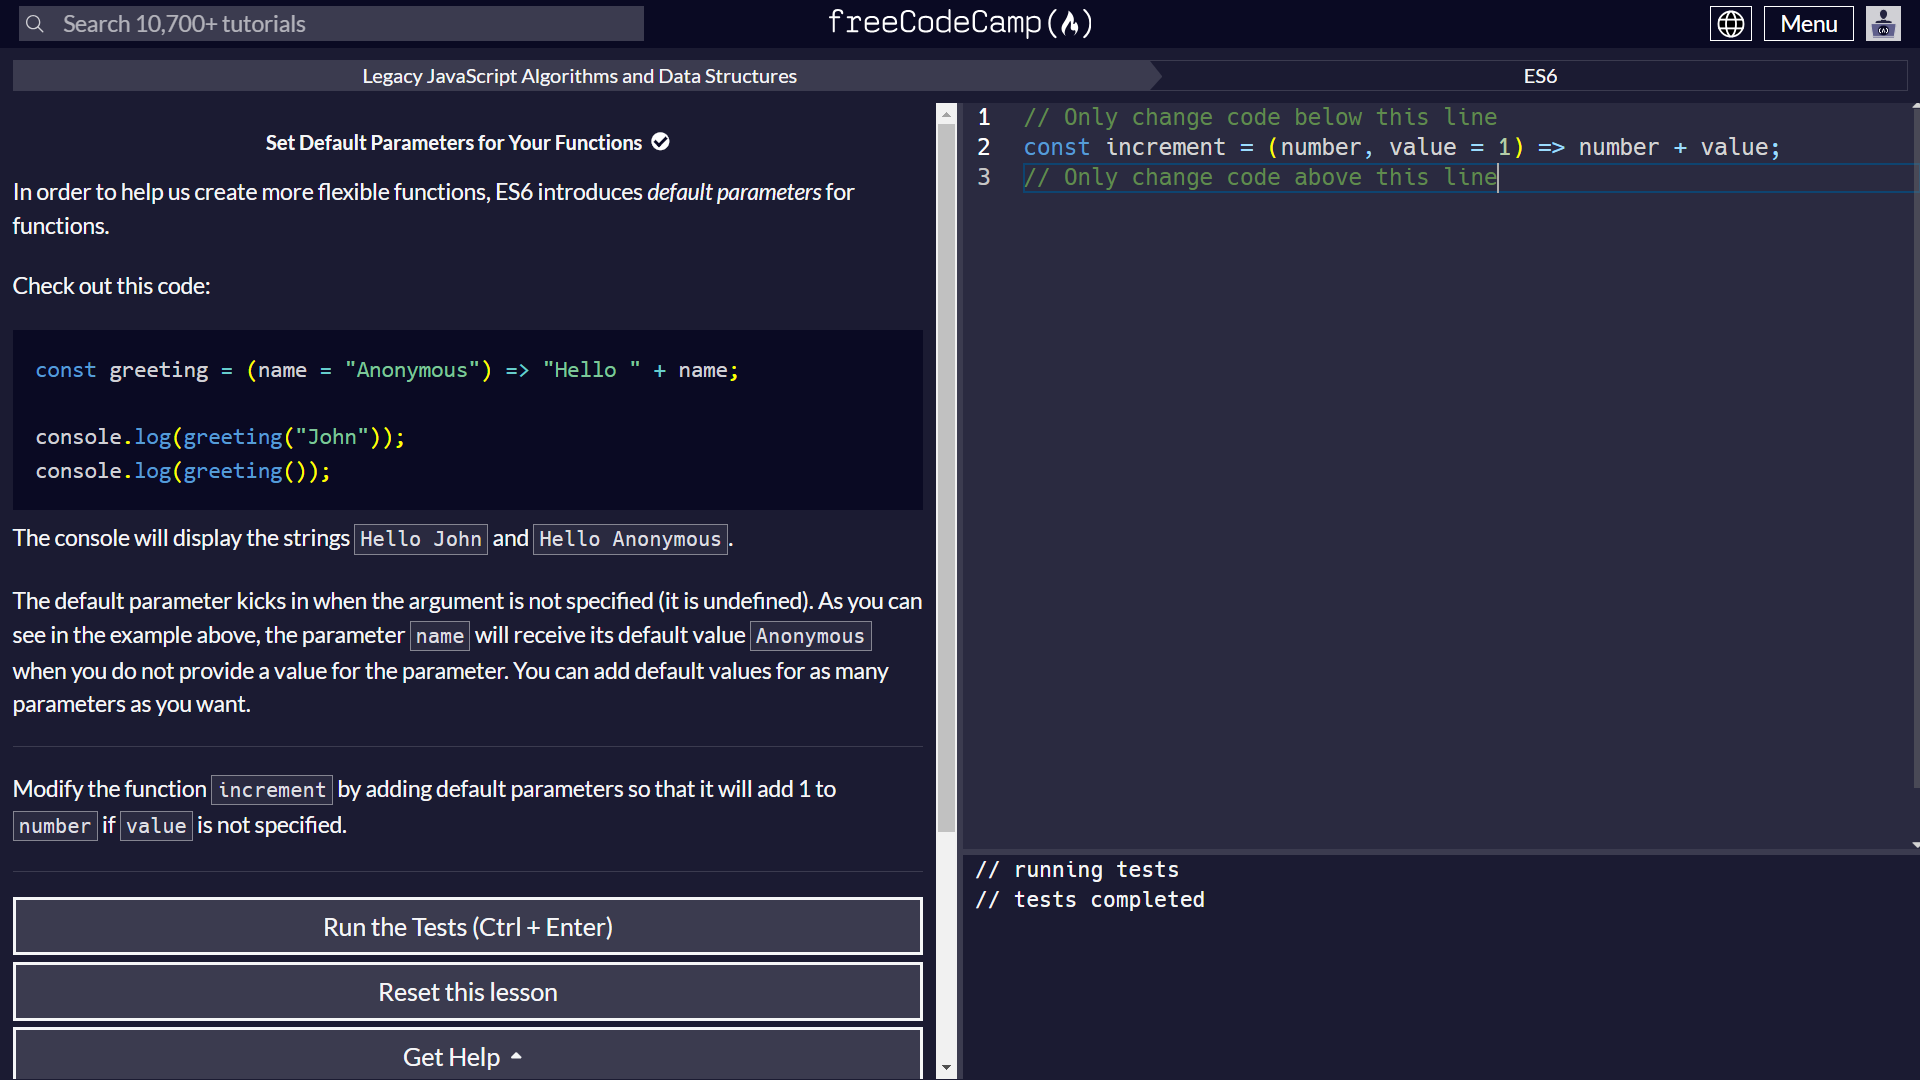 Search 10,700+ tutorials
freeCodeCamp
Menu
Legacy JavaScript Algorithms and Data Structures
ES6
Set Default Parameters for Your Functions
In order to help us create more flexible functions, ES6 introduces default parameters for
functions.
Check out this code:
const greeting = (name = "Anonymous") => "Hello " + name;
console.log(greeting("John"));
console.log(greeting());
The console will display the strings Hello John and Hello Anonymous.
The default parameter kicks in when the argument is not specified (it is undefined). As you can
see in the example above, the parameter name will receive its default value Anonymous
when you do not provide a value for the parameter. You can add default values for as many
parameters as you want.
Modify the function increment by adding default parameters so that it will add 1 to
number if value is not specified.
Run the Tests (Ctrl + Enter)
Reset this lesson
Get Help
1 // Only change code below this line
2 const increment = (number, value = 1) => number + value;
3 // Only change code above this line
// running tests
// tests completed